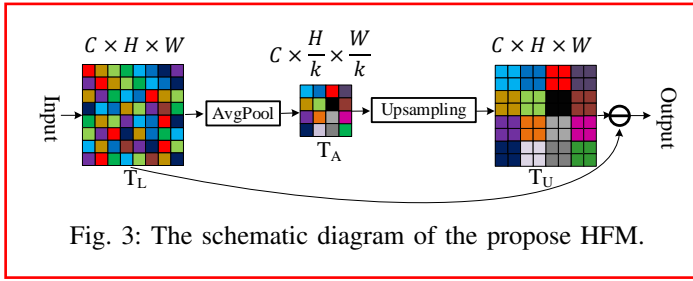 C × H × W
C × H/k × W/k
C × H × W
Input
AvgPool
Upsampling
Output
T_L
T_A
T_U
Fig. 3: The schematic diagram of the propose HFM.